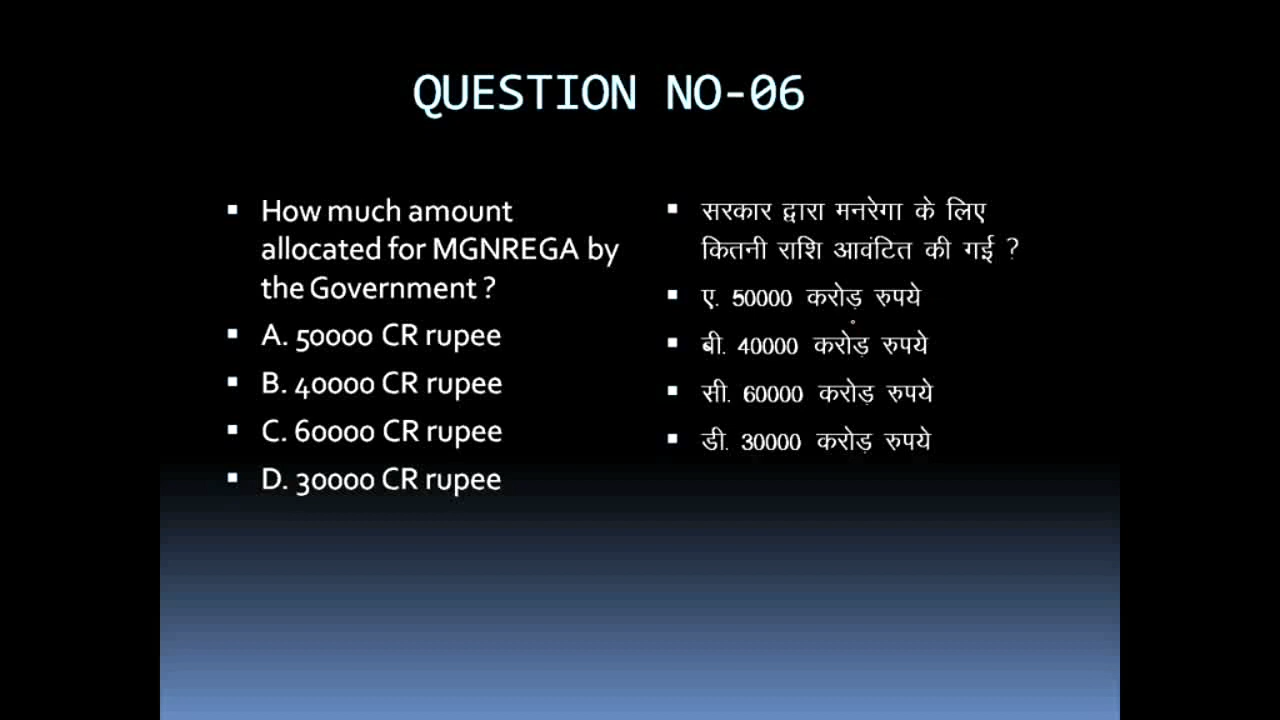 QUESTION NO-06
▪ How much amount
allocated for MGNREGA by
the Government ?
▪ A. 50000 CR rupee
▪ B. 40000 CR rupee
▪ C. 60000 CR rupee
▪ D. 30000 CR rupee
▪ सरकार द्वारा मनरेगा के लिए
कितनी राशि आवंटित की गई ?
▪ ए. 50000 करोड़ रुपये
▪ बी. 40000 करोड़ रुपये
▪ सी. 60000 करोड़ रुपये
▪ डी. 30000 करोड़ रुपये